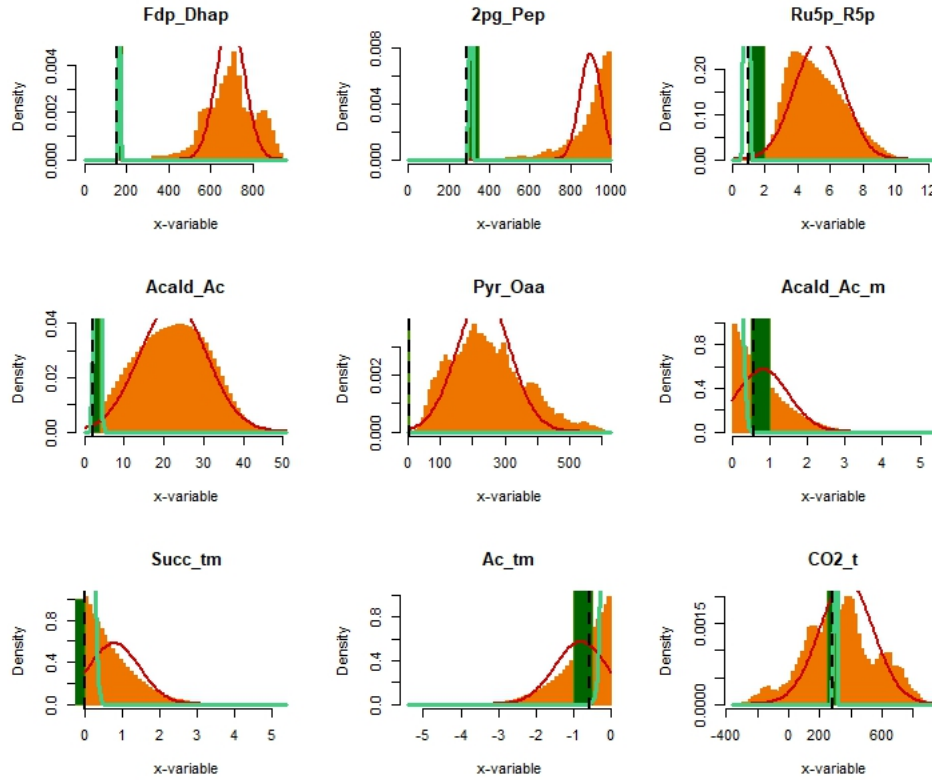 Fdp_Dhap 2pg_Pep Ru5p_R5p
Density
0.000 0.002 0.004
0 200 400 600 800
x-variable
Density
0.000 0.004 0.008
0 200 400 600 800 1000
x-variable
Density
0.00 0.10 0.20
0 2 4 6 8 10 12
x-variable
Acald_Ac Pyr_Oaa Acald_Ac_m
Density
0.00 0.02 0.04
0 10 20 30 40 50
x-variable
Density
0.000 0.002
0 100 300 500
x-variable
Density
0.0 0.4 0.8
0 1 2 3 4 5
x-variable
Succ_tm Ac_tm CO2_t
Density
0.0 0.4 0.8
0 1 2 3 4 5
x-variable
Density
0.0 0.4 0.8
-5 -4 -3 -2 -1 0
x-variable
Density
0.0000 0.0015
-400 0 200 600
x-variable